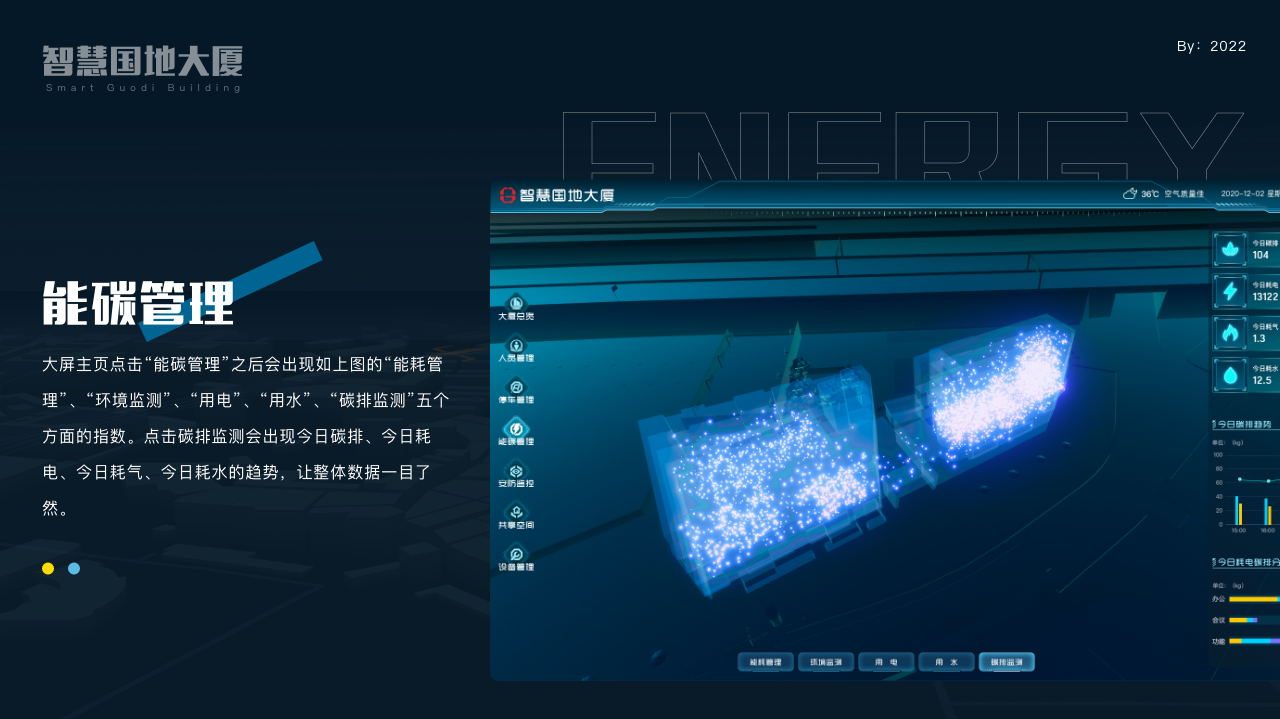 智慧国地大厦
Smart Guodi Building
By: 2022
ENERGY
能碳管理
大屏主页点击“能碳管理”之后会出现如上图的“能耗管
理”、“环境监测”、“用电”、“用水”、“碳排监测”五个
方面的指数。点击碳排监测会出现今日碳排、今日耗
电、今日耗气、今日耗水的趋势，让整体数据一目了
然。
智慧国地大厦
36℃ 空气质量佳 2020-12-02 星期
大厦总览
人员管理
停车管理
能碳管理
安防监控
共享空间
设备管理
今日碳排
104
今日耗电
13122
今日耗气
1.3
今日耗水
12.5
今日碳排趋势
单位: (kg)
100
80
60
40
20
0
15:00 16:00
今日耗电碳排分
单位: (kg)
办公
会议
功能
能耗管理 环境监测 用 电 用 水 碳排监测